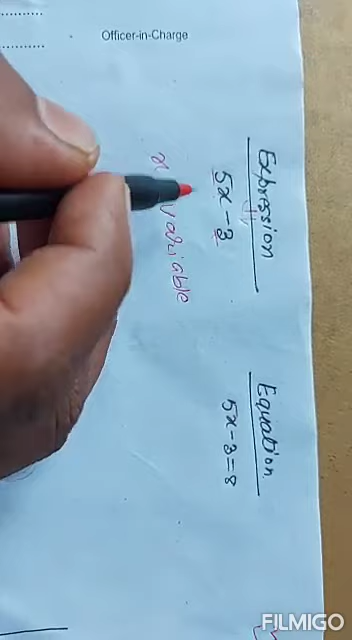 Officer-in-Charge
Expression
5x - 3
x variable
Equation
5x - 3 = 8
FILMIGO